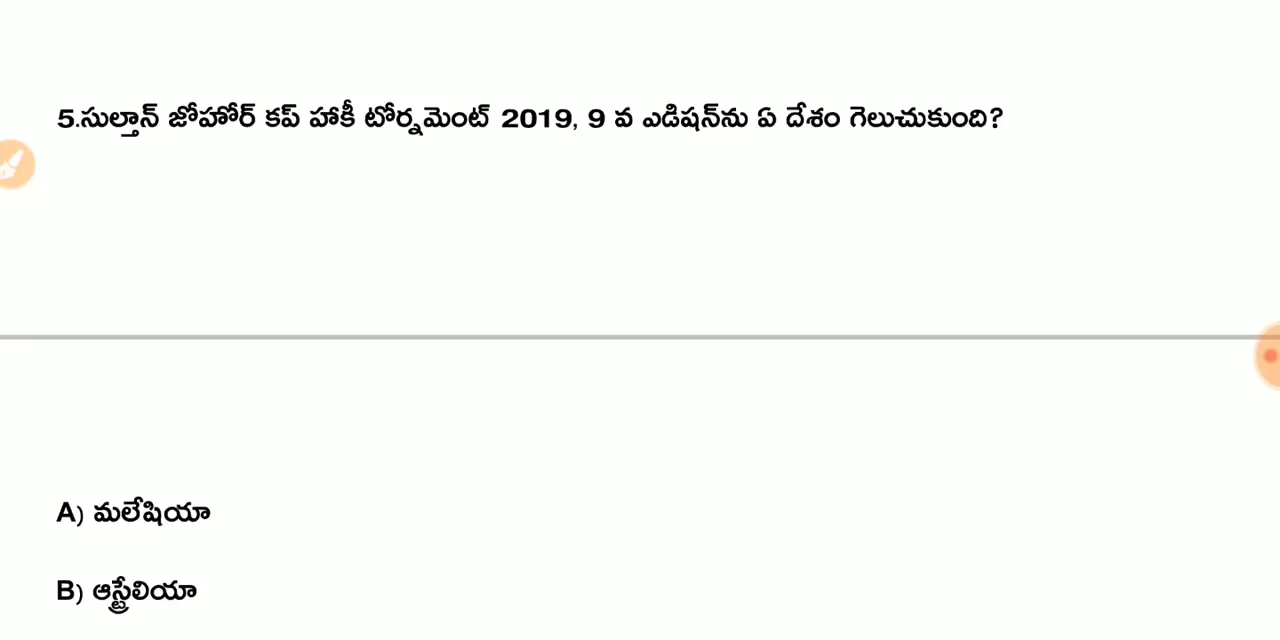 5.సుల్తాన్ జోహోర్ కప్ హాకీ టోర్నమెంట్ 2019, 9 వ ఎడిషన్‌ను ఏ దేశం గెలుచుకుంది?
A) మలేషియా
B) ఆస్ట్రేలియా